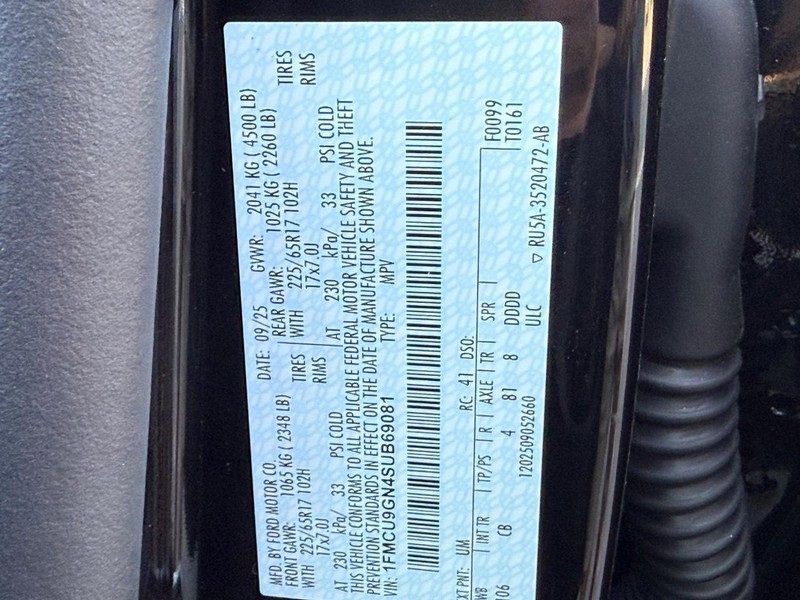 MFD. BY FORD MOTOR CO. DATE: 09/25 GVWR: 2041 KG ( 4500 LB)
FRONT GAWR: 1065 KG ( 2348 LB) REAR GAWR: 1025 KG ( 2260 LB)
WITH 225/65R17 102H TIRES WITH 225/65R17 102H TIRES
17x7.0J RIMS 17x7.0J RIMS
AT 230 kPa/ 33 PSI COLD AT 230 kPa/ 33 PSI COLD
THIS VEHICLE CONFORMS TO ALL APPLICABLE FEDERAL MOTOR VEHICLE SAFETY AND THEFT
PREVENTION STANDARDS IN EFFECT ON THE DATE OF MANUFACTURE SHOWN ABOVE.
VIN: 1FMCU9GN4SUB69081 TYPE: MPV
EXT PNT: UM RC: 41 DSO: F0099
WB INT TR TP/PS R AXLE TR SPR T0161
106 CB 4 81 8 DDDD
1202509052660 ULC ▽ RU5A-3520472-AB